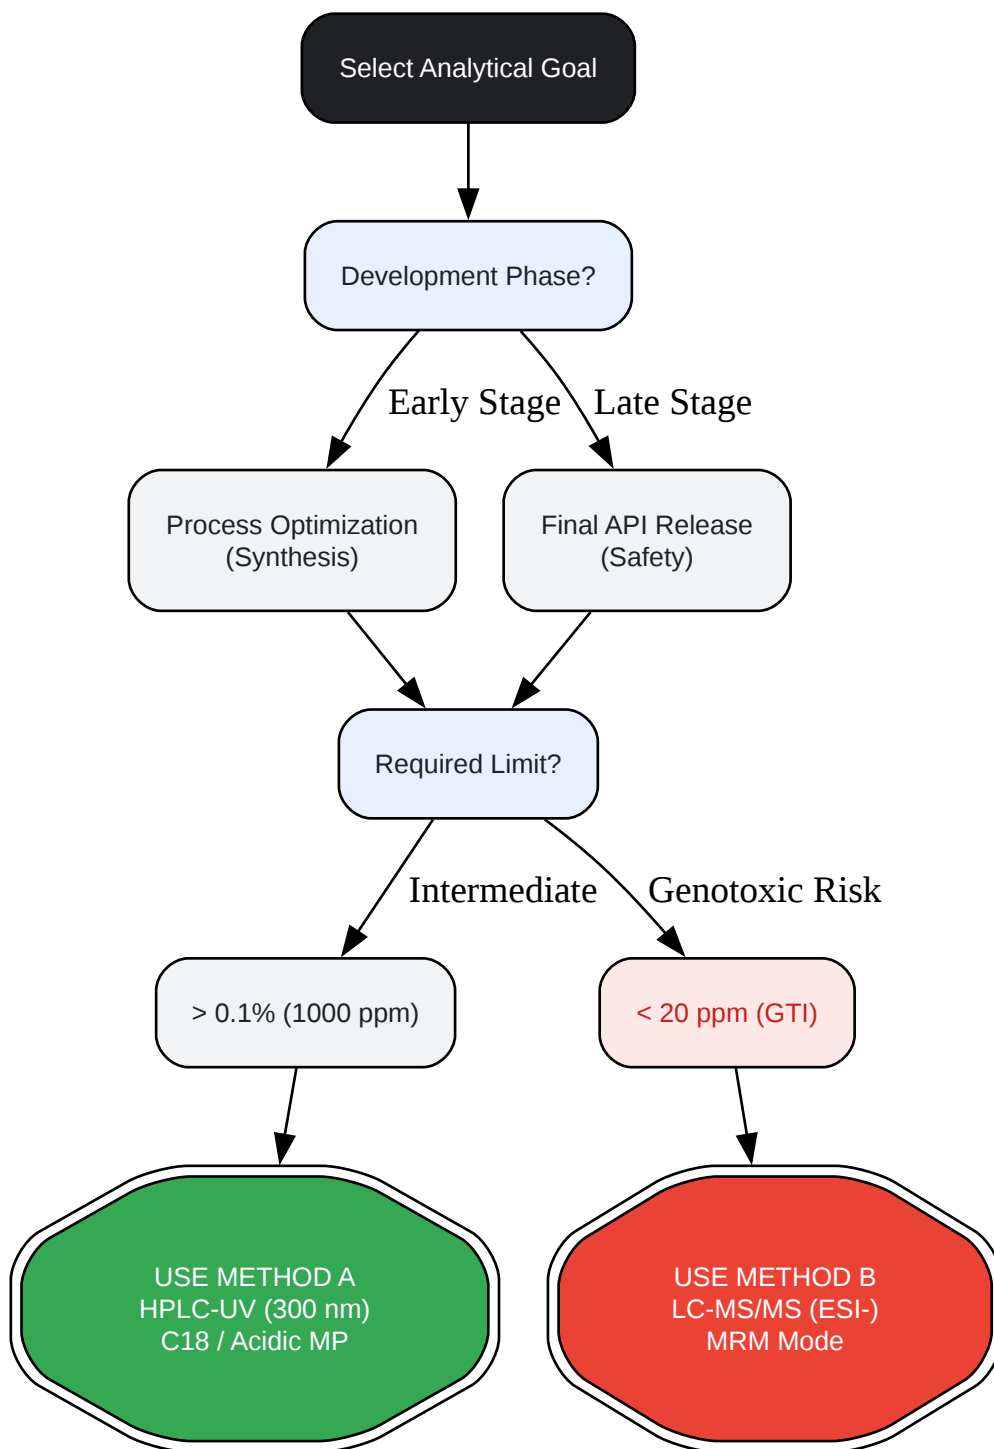 Select Analytical Goal
Development Phase?
Early Stage
Late Stage
Process Optimization
(Synthesis)
Final API Release
(Safety)
Required Limit?
Intermediate
Genotoxic Risk
> 0.1% (1000 ppm)
< 20 ppm (GTI)
USE METHOD A
HPLC-UV (300 nm)
C18 / Acidic MP
USE METHOD B
LC-MS/MS (ESI-)
MRM Mode